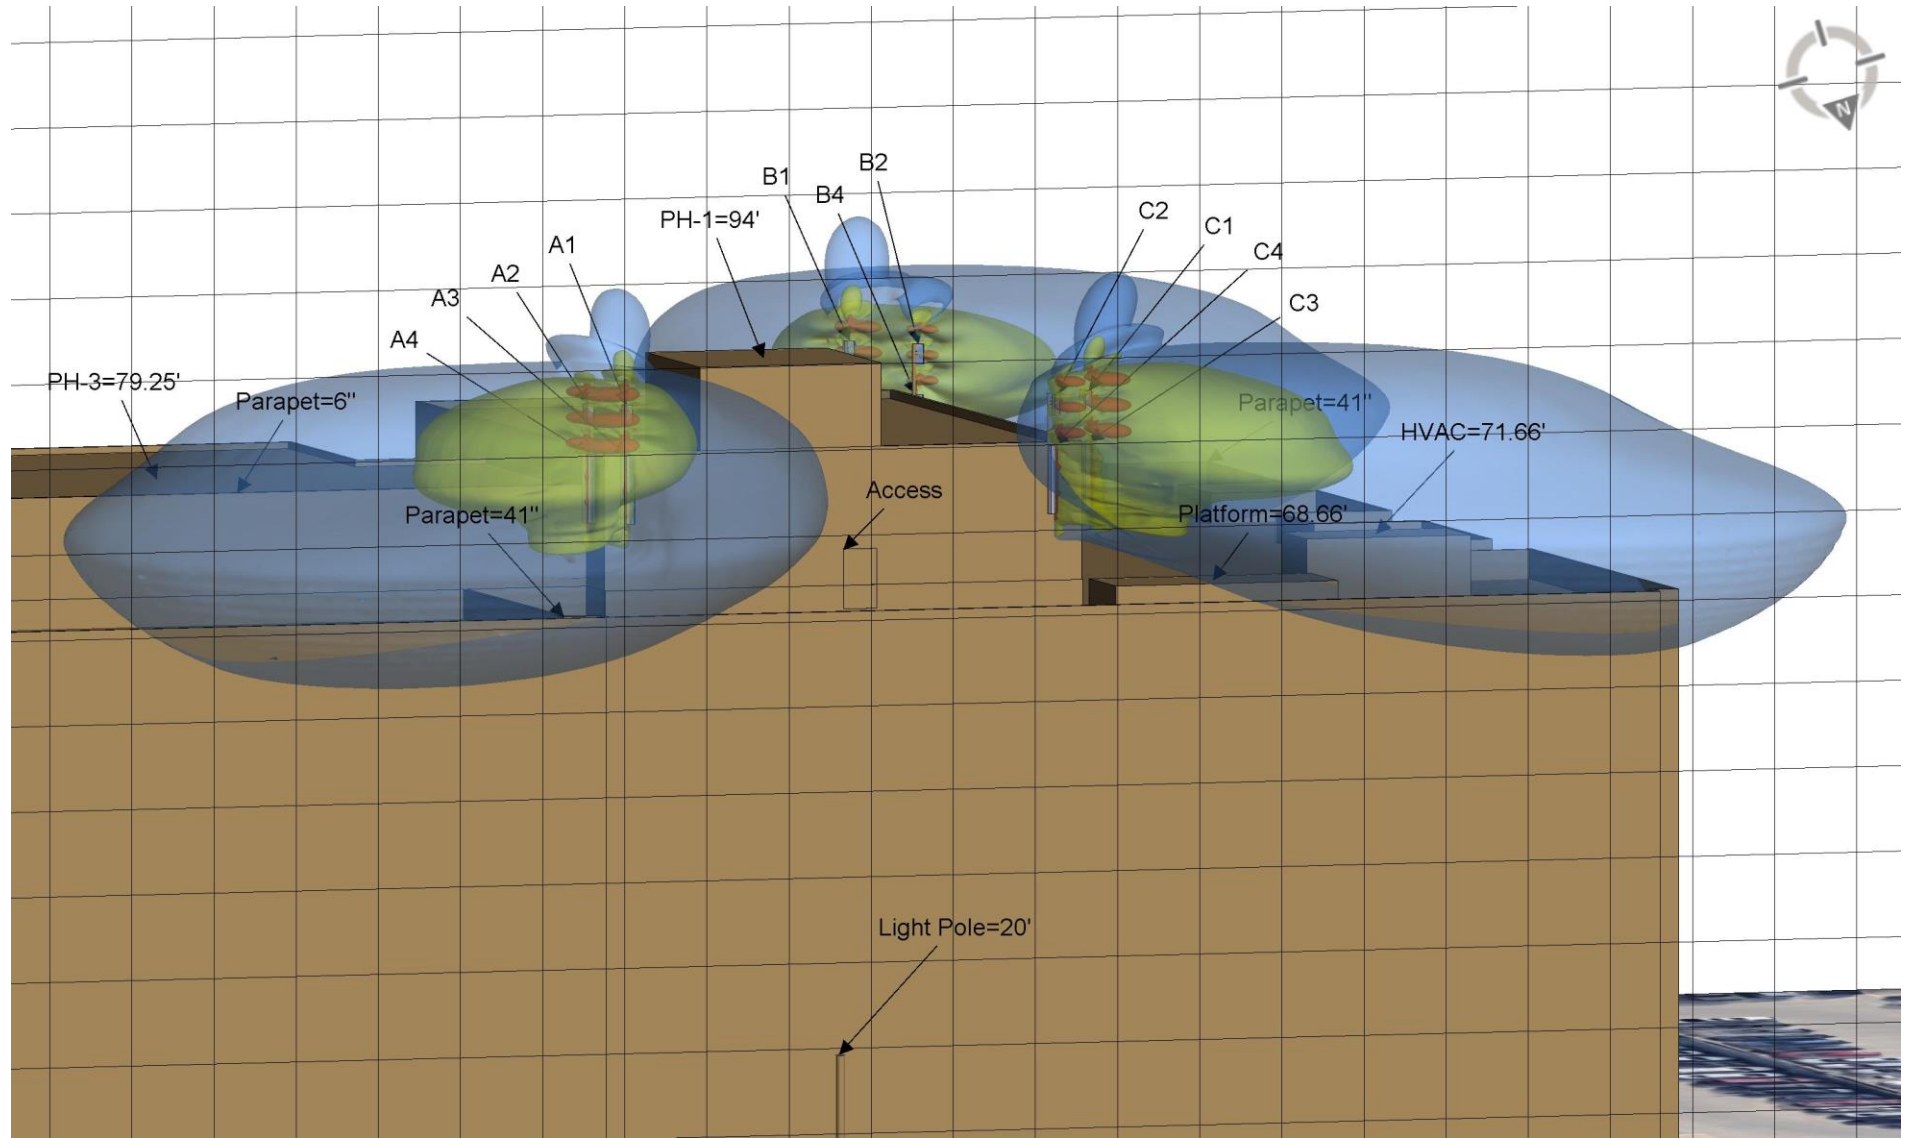 N
B2
B1
B4
C2
PH-1=94'
C1
A1
C4
A2
A3
C3
A4
PH-3=79.25'
Parapet=6"
Parapet=41"
HVAC=71.66'
Access
Parapet=41"
Platform=68.66'
Light Pole=20'